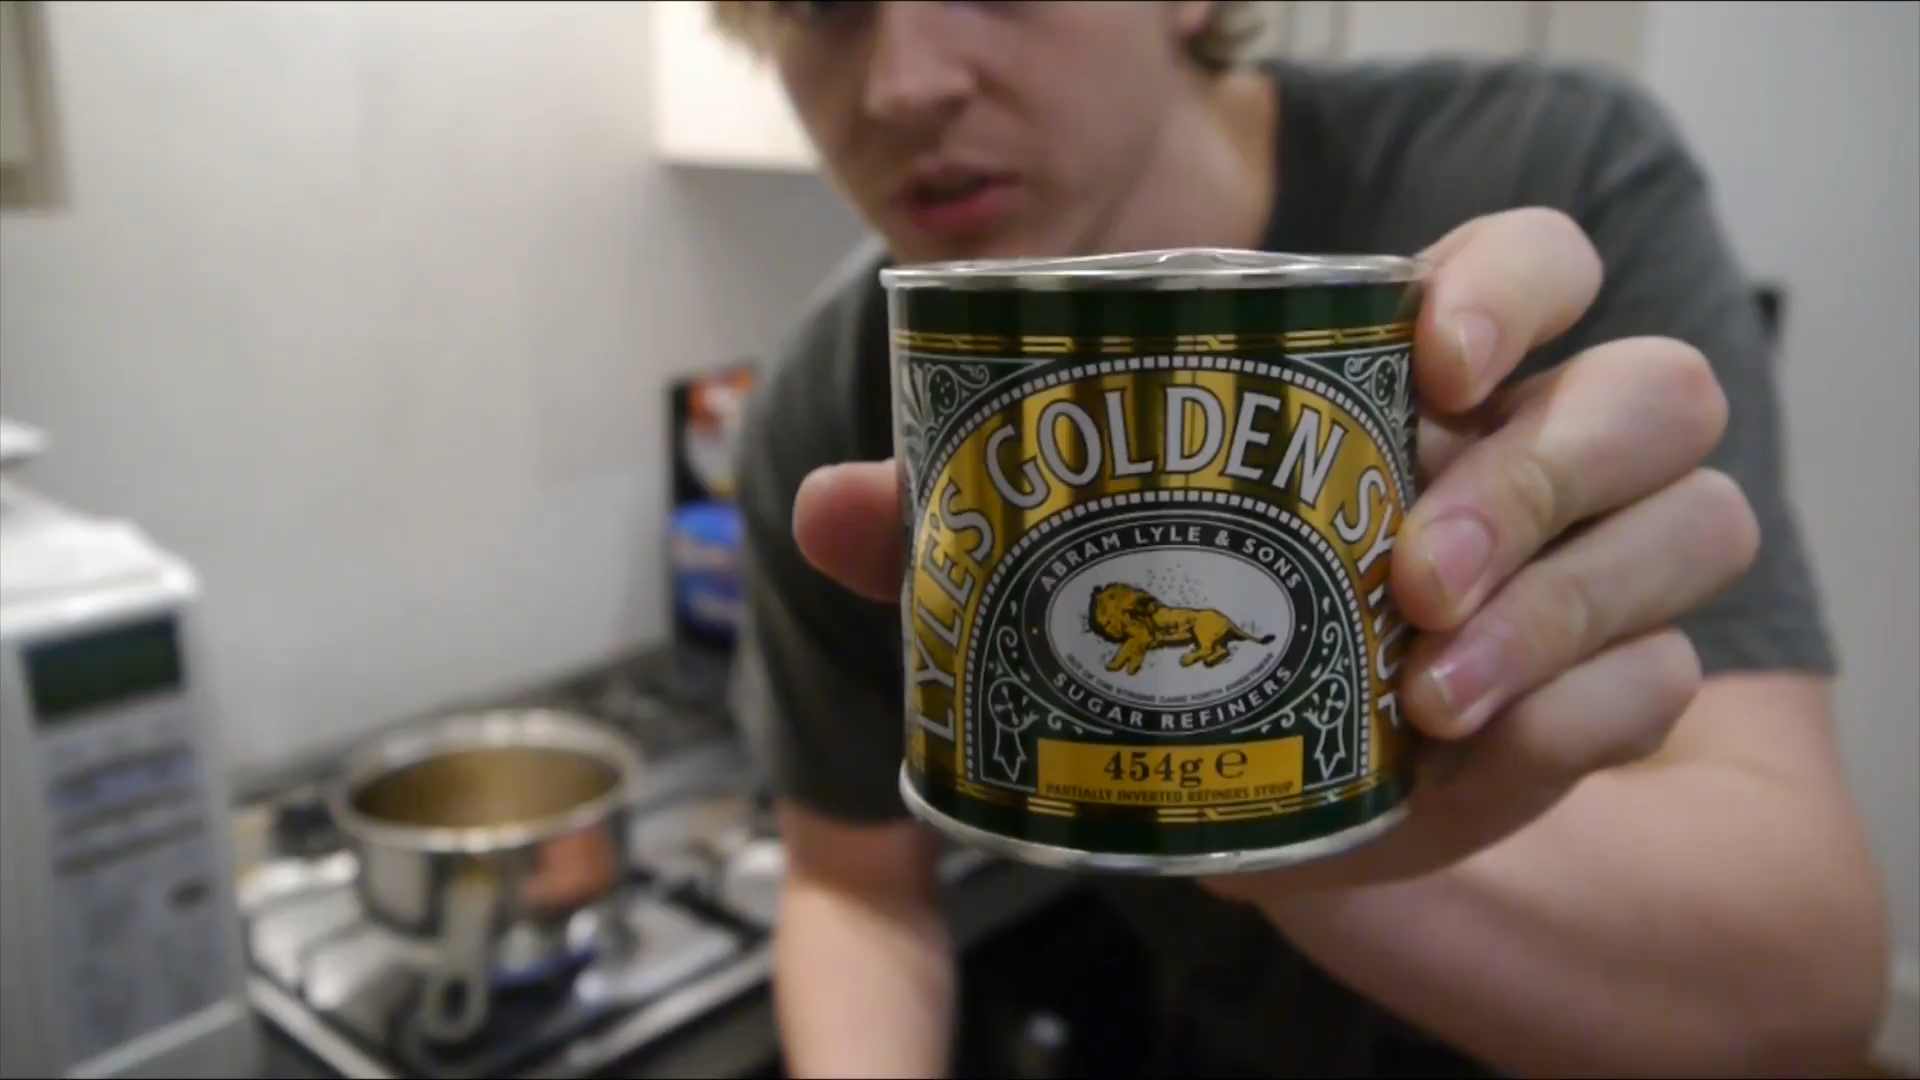 LYLE'S GOLDEN SYRUP
ABRAM LYLE & SONS
SUGAR REFINERS
454g e
PARTIALLY INVERTED REFINERS SYRUP